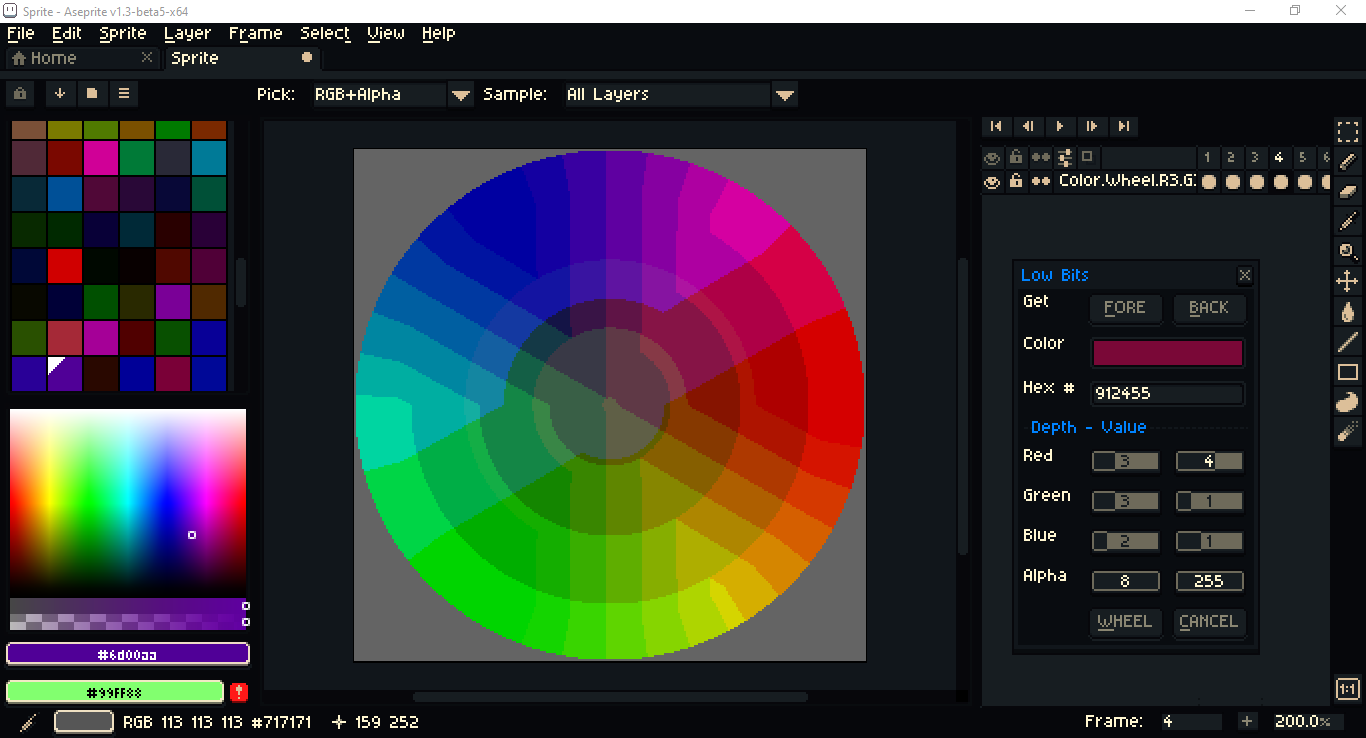 Sprite - Aseprite v1.3-beta5-x64
File Edit Sprite Layer Frame Select View Help
Home Sprite
Pick: RGB+Alpha Sample: All Layers
1 2 3 4 5 6
Color.Wheel.R3.G
Low Bits
Get FORE BACK
Color
Hex # 912455
Depth - Value
Red 3 4
Green 3 1
Blue 2 1
Alpha 8 255
WHEEL CANCEL
#6d00aa
#99FF88
1:1
RGB 113 113 113 #717171 159 252 Frame: 4 200.0%